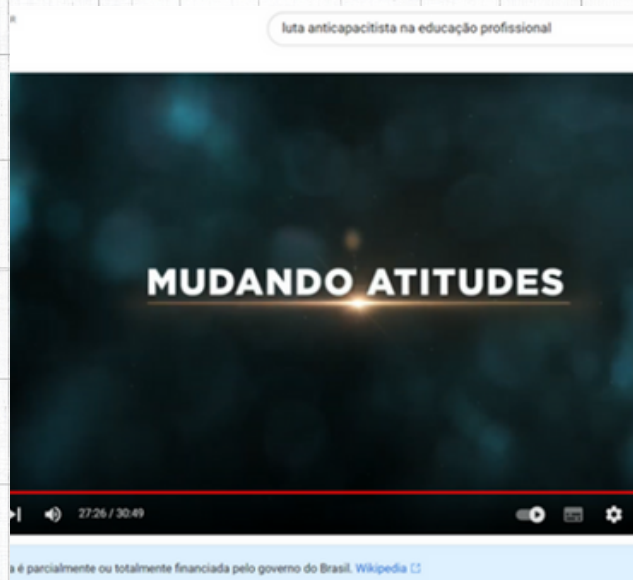 luta anticapacitista na educação profissional
MUDANDO ATITUDES
27:26 / 30:49
a é parcialmente ou totalmente financiada pelo governo do Brasil. Wikipedia